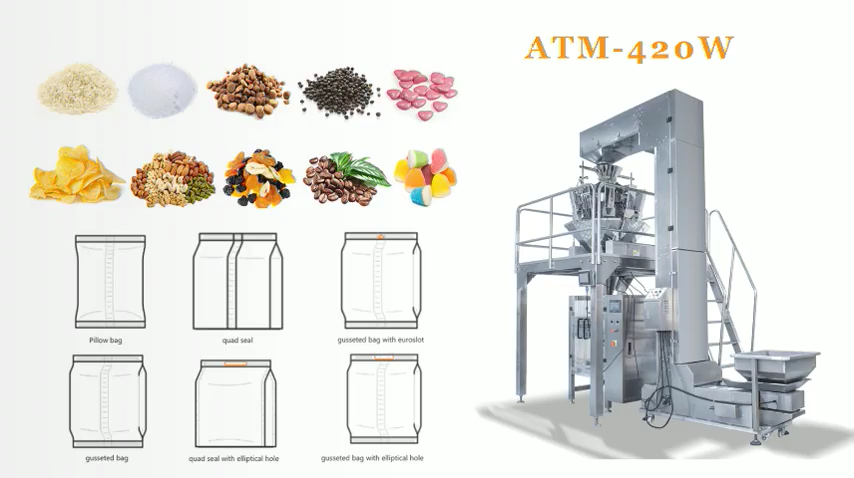 ATM-420W
Pillow bag
quad seal
gusseted bag with euroslot
gusseted bag
quad seal with elliptical hole
gusseted bag with elliptical hole